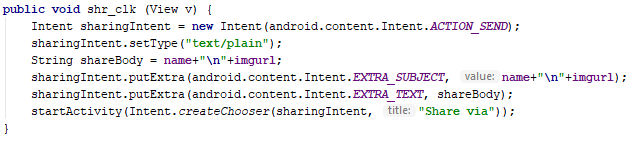 public void shr_clk (View v) {
Intent sharingIntent = new Intent(android.content.Intent.ACTION_SEND);
sharingIntent.setType("text/plain");
String shareBody = name+"\n"+imgurl;
sharingIntent.putExtra(android.content.Intent.EXTRA_SUBJECT, value: name+"\n"+imgurl);
sharingIntent.putExtra(android.content.Intent.EXTRA_TEXT, shareBody);
startActivity(Intent.createChooser(sharingIntent, title: "Share via"));
}